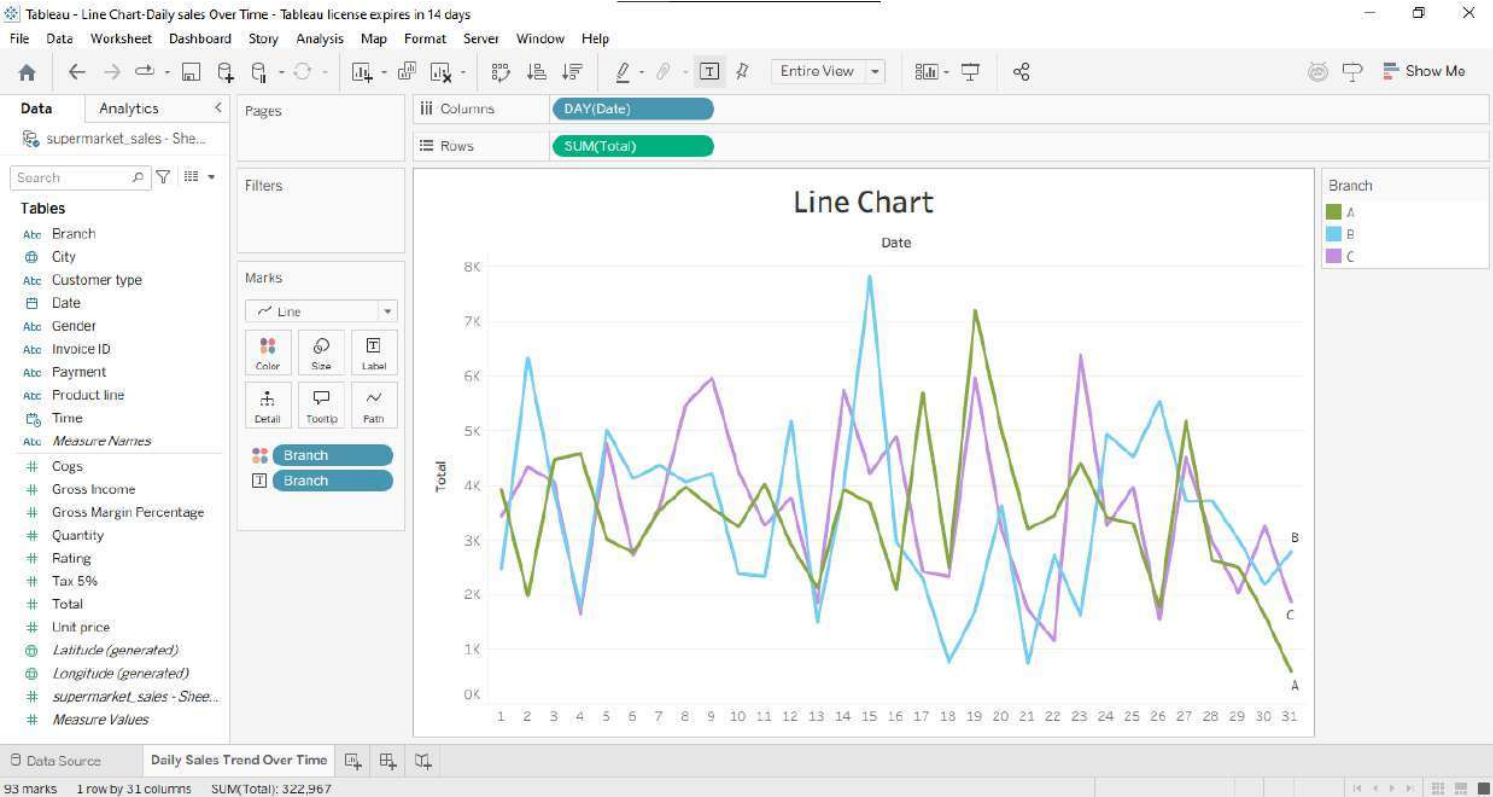 Tableau - Line Chart-Daily sales Over Time - Tableau license expires in 14 days
File Data Worksheet Dashboard Story Analysis Map Format Server Window Help
Entire View
Show Me
Data Analytics
supermarket_sales - She...
Search
Tables
Abc Branch
City
Abc Customer type
Date
Abc Gender
Abc Invoice ID
Abc Payment
Abc Product line
Time
Abc Measure Names
Cogs
Gross Income
Gross Margin Percentage
Quantity
Rating
Tax 5%
Total
Unit price
Latitude (generated)
Longitude (generated)
supermarket_sales - Shee...
Measure Values
Pages
Filters
Marks
Line
Color Size Label
Detail Tooltip Path
Branch
Branch
Columns DAY(Date)
Rows SUM(Total)
Line Chart
Date
Total
8K
7K
6K
5K
4K
3K
2K
1K
0K
B
C
A
1 2 3 4 5 6 7 8 9 10 11 12 13 14 15 16 17 18 19 20 21 22 23 24 25 26 27 28 29 30 31
Branch
A
B
C
Data Source Daily Sales Trend Over Time
93 marks 1 row by 31 columns SUM(Total): 322,967